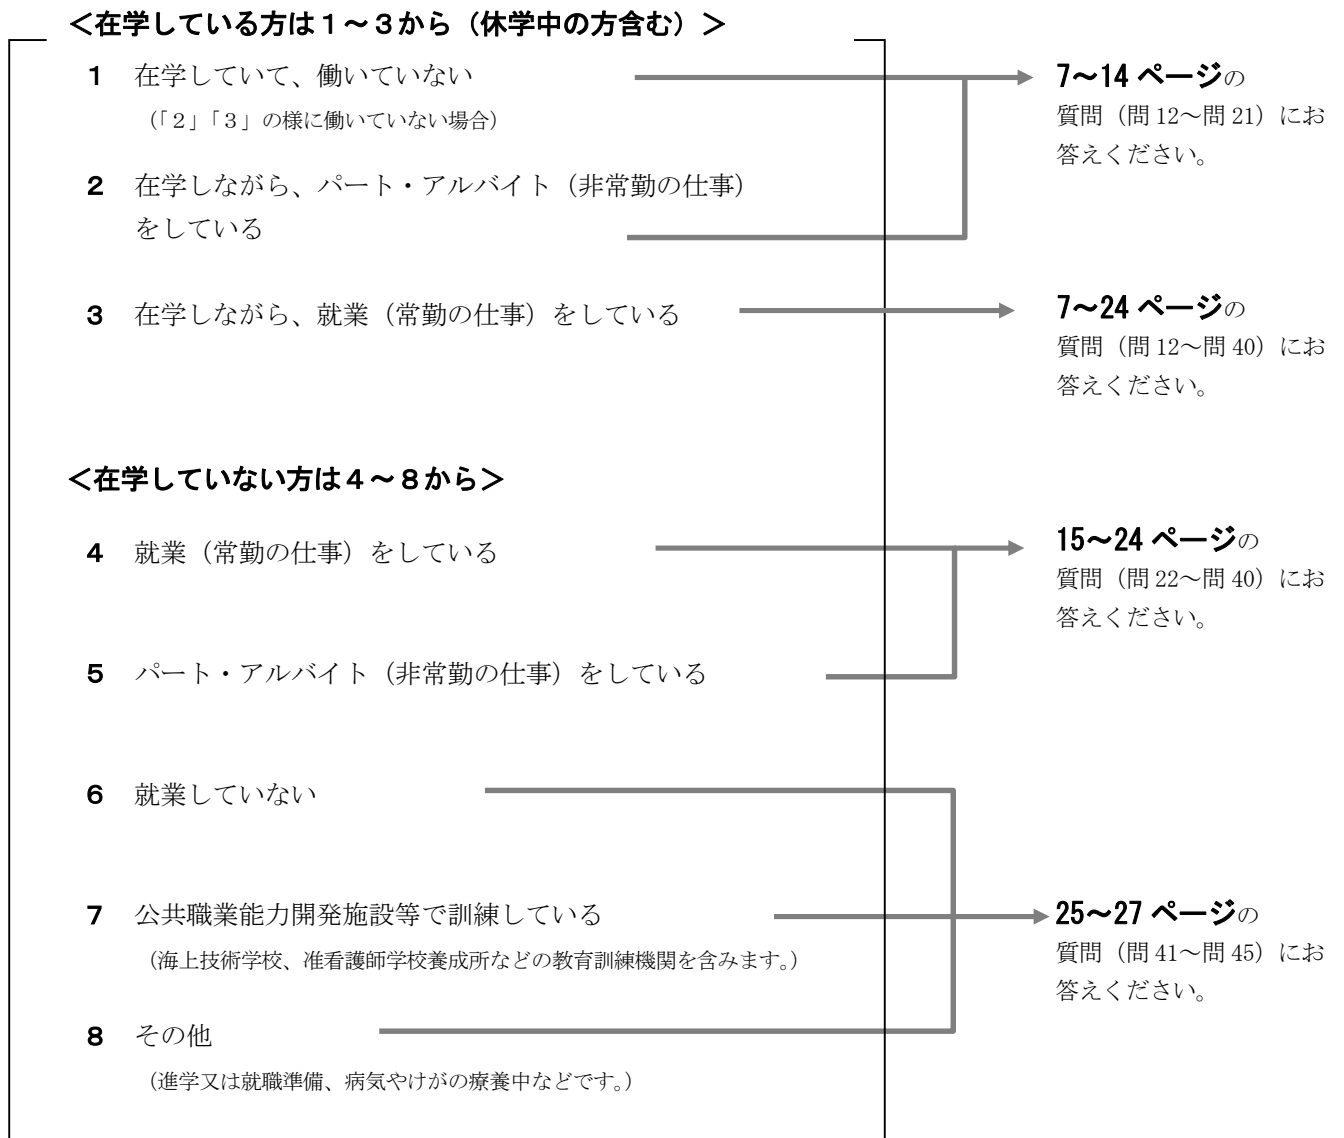 ＜在学している方は１～３から（休学中の方含む）＞
1 在学していて、働いていない
（「２」「３」の様に働いていない場合）
7～14 ページの
質問（問 12～問 21）にお
答えください。
2 在学しながら、パート・アルバイト（非常勤の仕事）
をしている
3 在学しながら、就業（常勤の仕事）をしている
7～24 ページの
質問（問 12～問 40）にお
答えください。
＜在学していない方は４～８から＞
4 就業（常勤の仕事）をしている
15～24 ページの
質問（問 22～問 40）にお
答えください。
5 パート・アルバイト（非常勤の仕事）をしている
6 就業していない
7 公共職業能力開発施設等で訓練している
（海上技術学校、准看護師学校養成所などの教育訓練機関を含みます。）
25～27 ページの
質問（問 41～問 45）にお
答えください。
8 その他
（進学又は就職準備、病気やけがの療養中などです。）